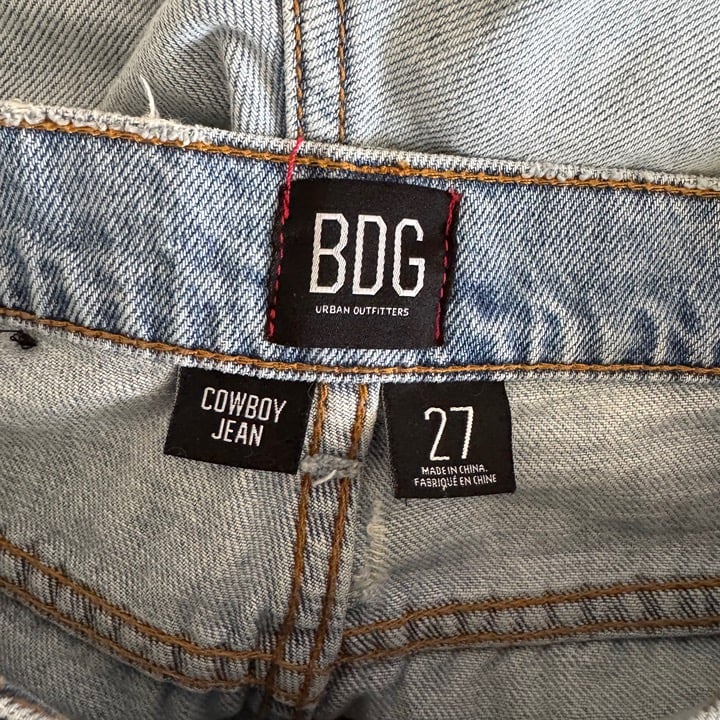 BDG
URBAN OUTFITTERS
COWBOY
JEAN
27
MADE IN CHINA.
FABRIQUÉ EN CHINE